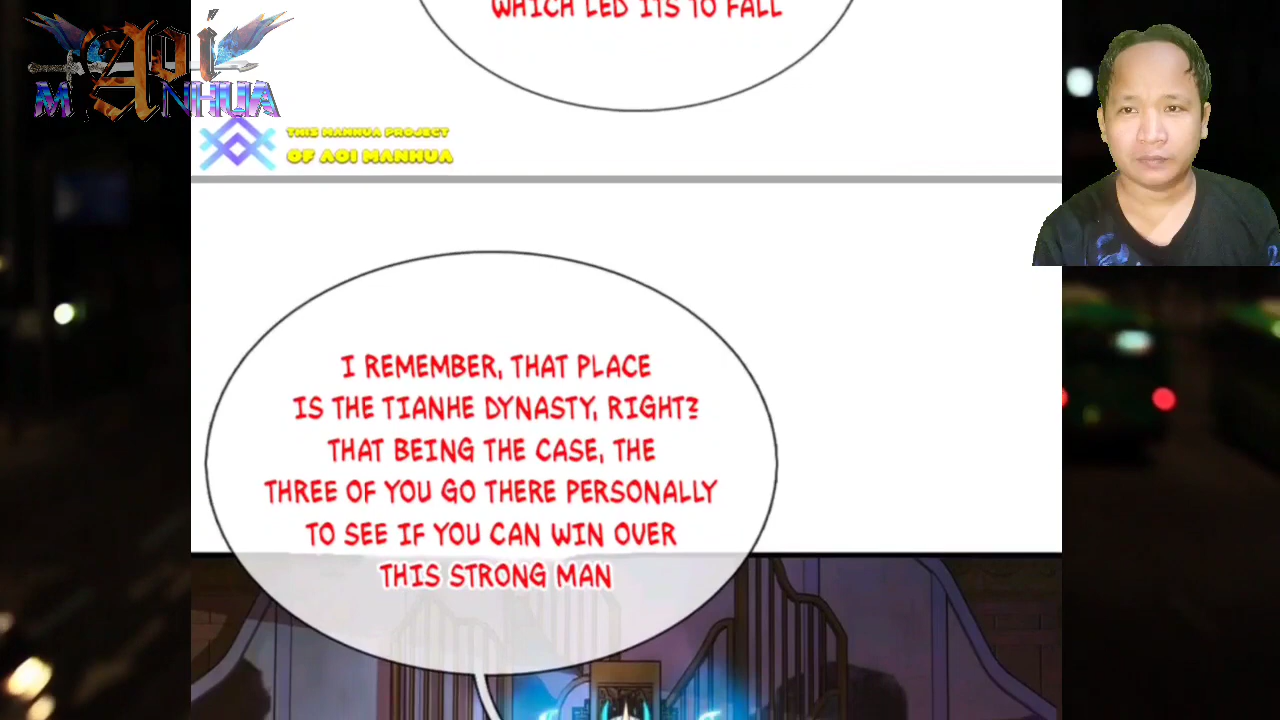 WHICH LED ITS TO FALL
Aoi
MANHUA
THIS MANHUA PROJECT
OF AOI MANHUA
I REMEMBER, THAT PLACE
IS THE TIANHE DYNASTY, RIGHT?
THAT BEING THE CASE, THE
THREE OF YOU GO THERE PERSONALLY
TO SEE IF YOU CAN WIN OVER
THIS STRONG MAN